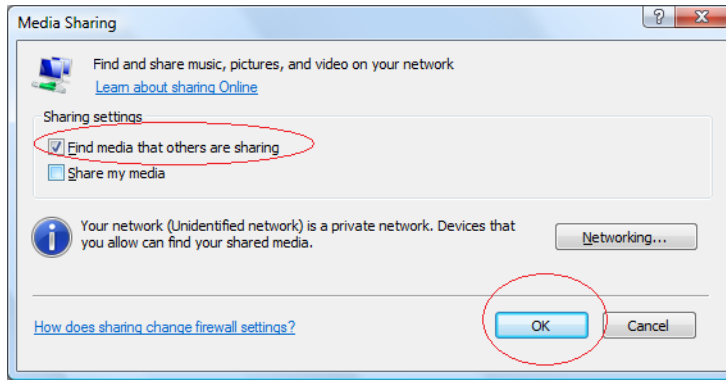 Media Sharing
Find and share music, pictures, and video on your network
Learn about sharing Online
Sharing settings
Find media that others are sharing
Share my media
Your network (Unidentified network) is a private network. Devices that
you allow can find your shared media.
Networking...
How does sharing change firewall settings?
OK
Cancel